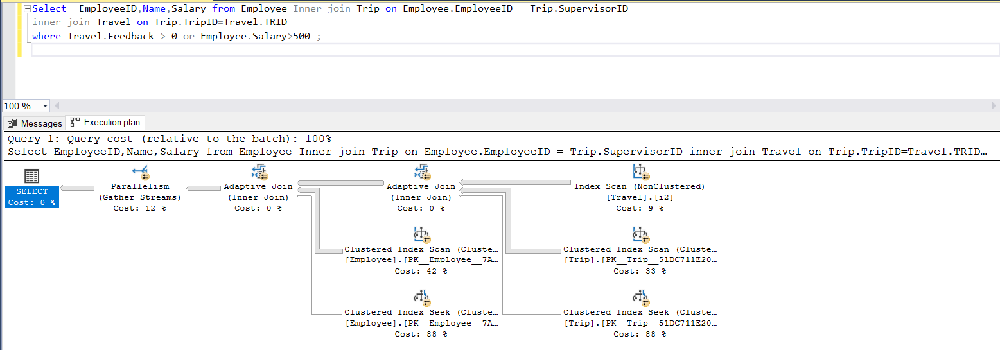 Select  EmployeeID,Name,Salary from Employee Inner join Trip on Employee.EmployeeID = Trip.SupervisorID
inner join Travel on Trip.TripID=Travel.TRID
where Travel.Feedback > 0 or Employee.Salary>500 ;
100 %
Messages Execution plan
Query 1: Query cost (relative to the batch): 100%
Select EmployeeID,Name,Salary from Employee Inner join Trip on Employee.EmployeeID = Trip.SupervisorID inner join Travel on Trip.TripID=Travel.TRID…
SELECT
Cost: 0 %
Parallelism
(Gather Streams)
Cost: 12 %
Adaptive Join
(Inner Join)
Cost: 0 %
Adaptive Join
(Inner Join)
Cost: 0 %
Index Scan (NonClustered)
[Travel].[i2]
Cost: 9 %
Clustered Index Scan (Cluste…
[Employee].[PK__Employee__7A…
Cost: 42 %
Clustered Index Scan (Cluste…
[Trip].[PK__Trip__51DC711E20…
Cost: 33 %
Clustered Index Seek (Cluste…
[Employee].[PK__Employee__7A…
Cost: 88 %
Clustered Index Seek (Cluste…
[Trip].[PK__Trip__51DC711E20…
Cost: 88 %